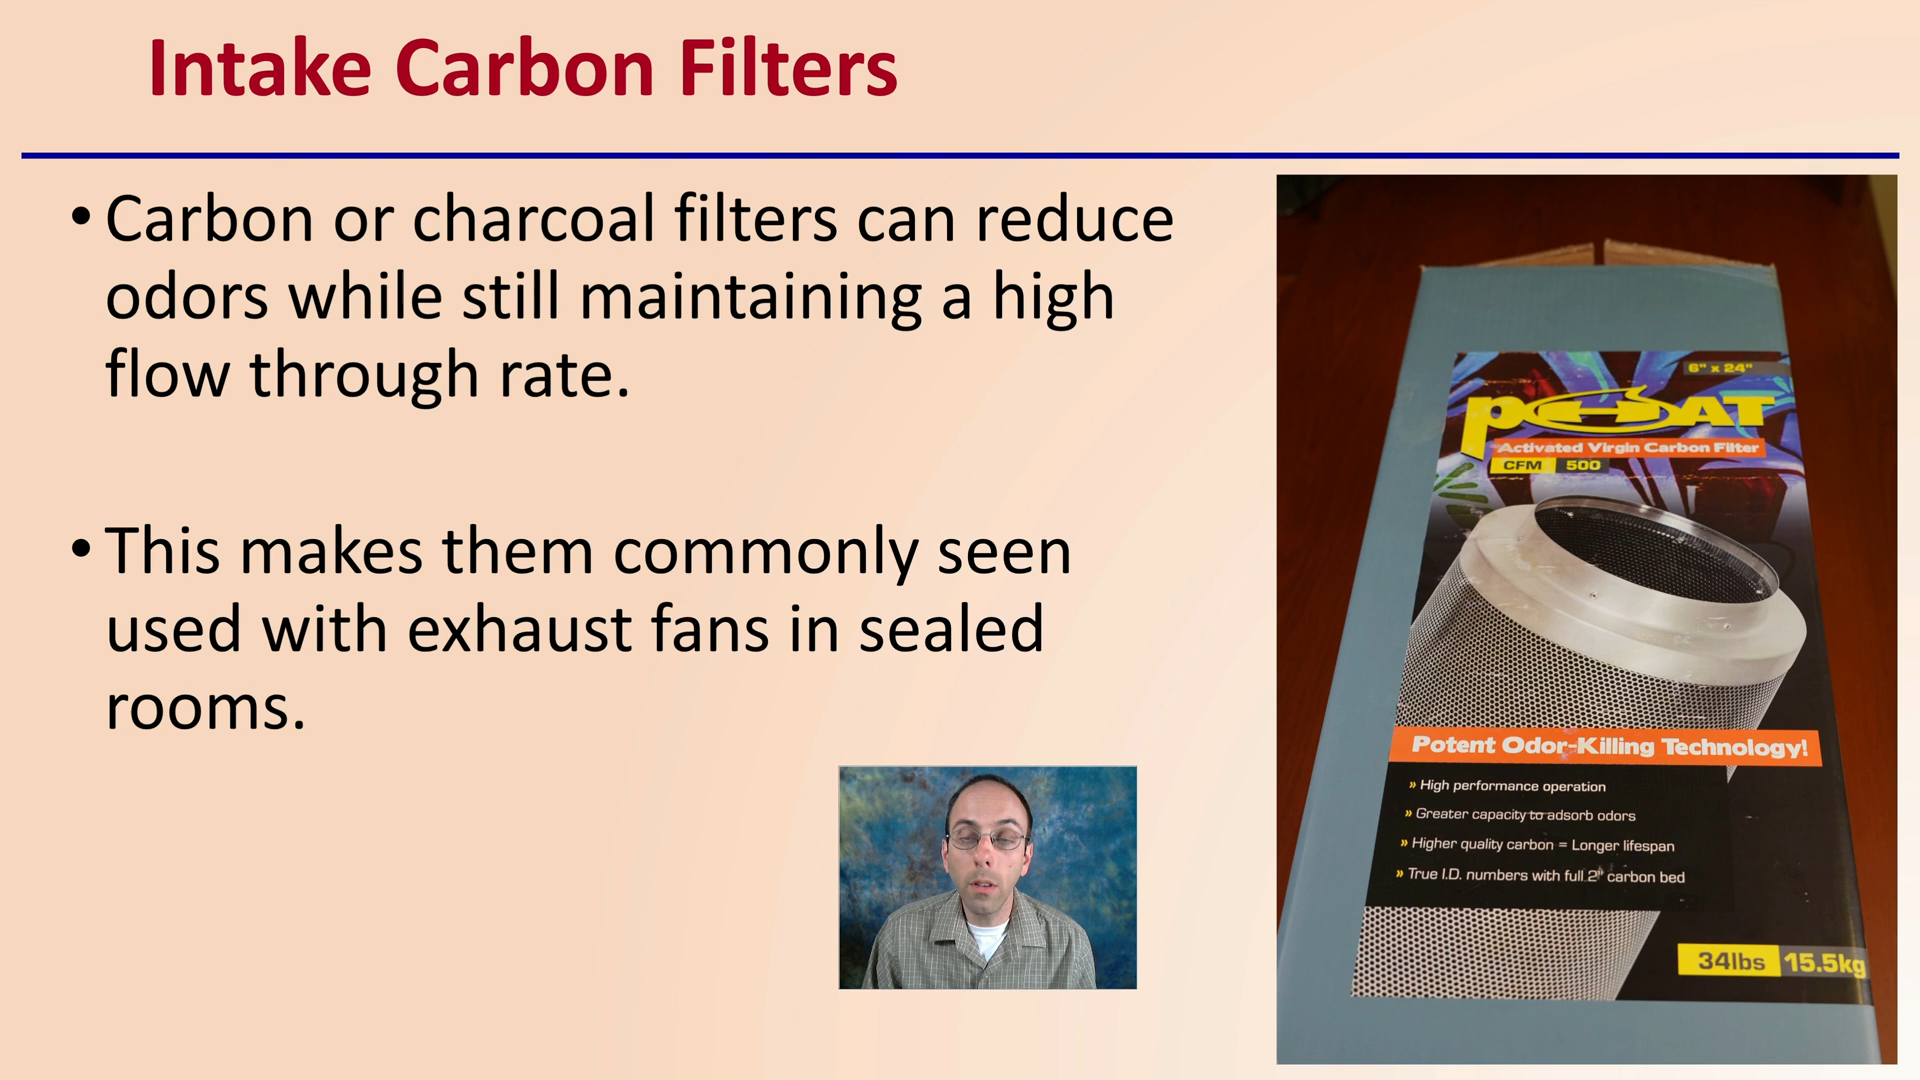 Intake Carbon Filters
• Carbon or charcoal filters can reduce
odors while still maintaining a high
flow through rate.
• This makes them commonly seen
used with exhaust fans in sealed
rooms.
6" x 24"
pHAT
Activated Virgin Carbon Filter
CFM 500
Potent Odor-Killing Technology!
» High performance operation
» Greater capacity to adsorb odors
» Higher quality carbon = Longer lifespan
» True I.D. numbers with full 2" carbon bed
34lbs 15.5kg